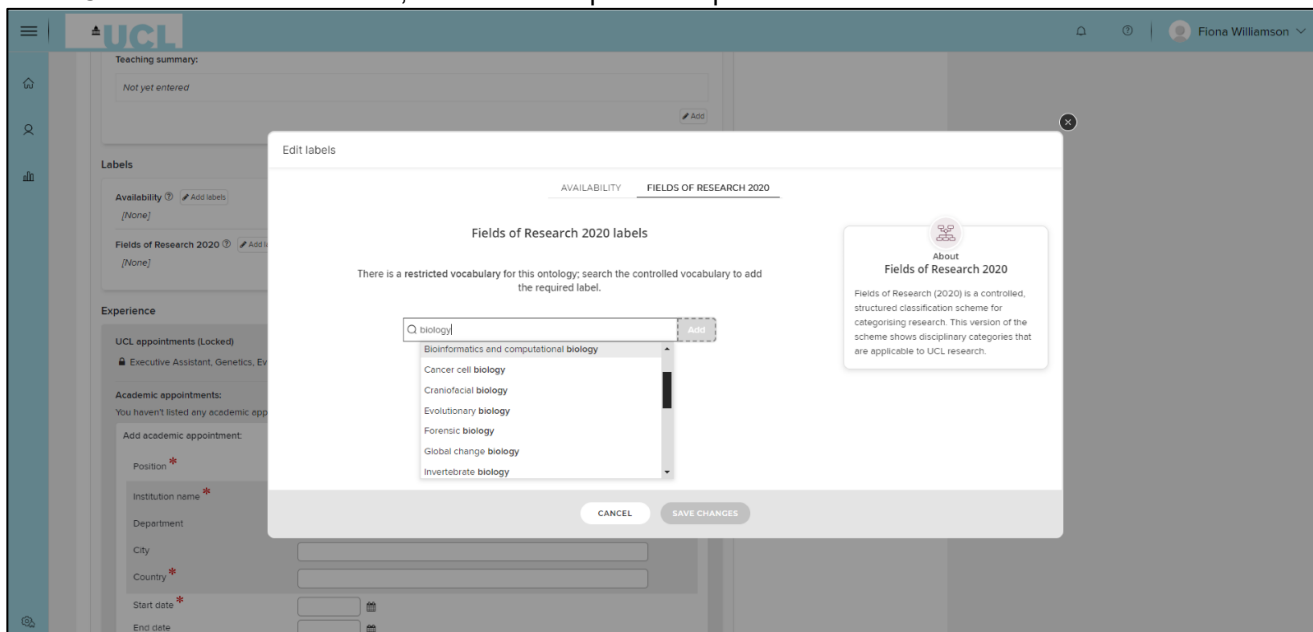 UCL
Fiona Williamson
Teaching summary:
Not yet entered
Add
Labels
Availability
Add labels
[None]
Fields of Research 2020
[None]
Experience
UCL appointments (Locked)
Executive Assistant, Genetics, Ev
Academic appointments:
You haven't listed any academic app
Add academic appointment:
Position *
Institution name *
Department
City
Country *
Start date *
End date
Edit labels
AVAILABILITY
FIELDS OF RESEARCH 2020
Fields of Research 2020 labels
There is a restricted vocabulary for this ontology; search the controlled vocabulary to add
the required label.
biology
Add
Bioinformatics and computational biology
Cancer cell biology
Craniofacial biology
Evolutionary biology
Forensic biology
Global change biology
Invertebrate biology
About
Fields of Research 2020
Fields of Research (2020) is a controlled,
structured classification scheme for
categorising research. This version of the
scheme shows disciplinary categories that
are applicable to UCL research.
CANCEL
SAVE CHANGES